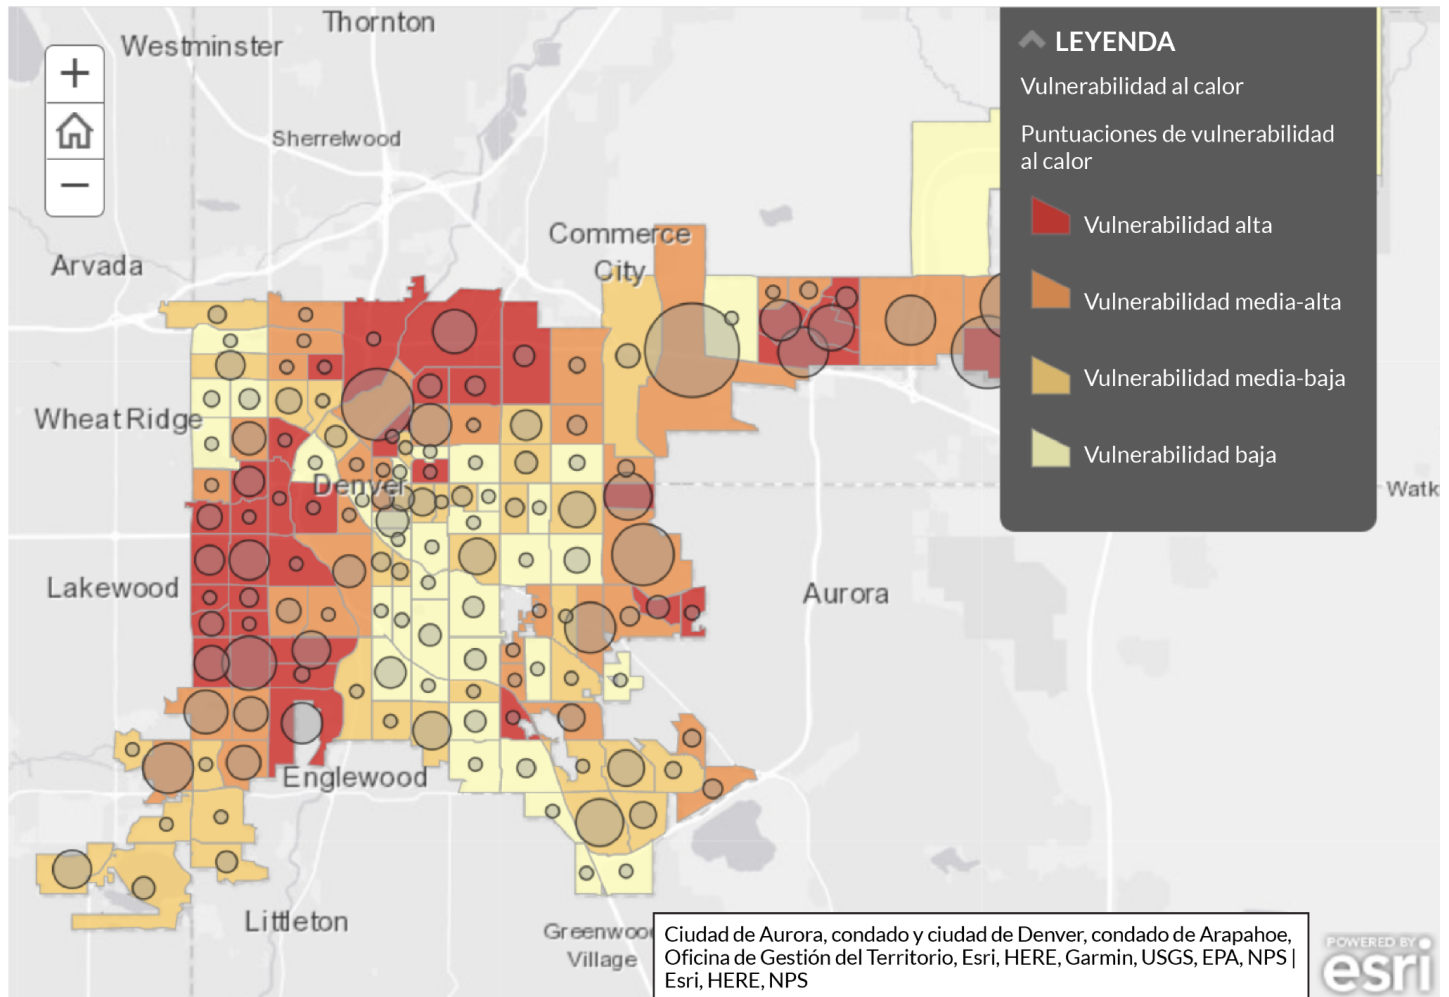 Thornton
Westminster
+
Sherrelwood
−
Commerce
City
Arvada
Wheat Ridge
Denver
Lakewood
Aurora
Englewood
Littleton
Greenwoo
Village
Watk
LEYENDA
Vulnerabilidad al calor
Puntuaciones de vulnerabilidad
al calor
Vulnerabilidad alta
Vulnerabilidad media-alta
Vulnerabilidad media-baja
Vulnerabilidad baja
Ciudad de Aurora, condado y ciudad de Denver, condado de Arapahoe,
Oficina de Gestión del Territorio, Esri, HERE, Garmin, USGS, EPA, NPS |
Esri, HERE, NPS
POWERED BY
esri